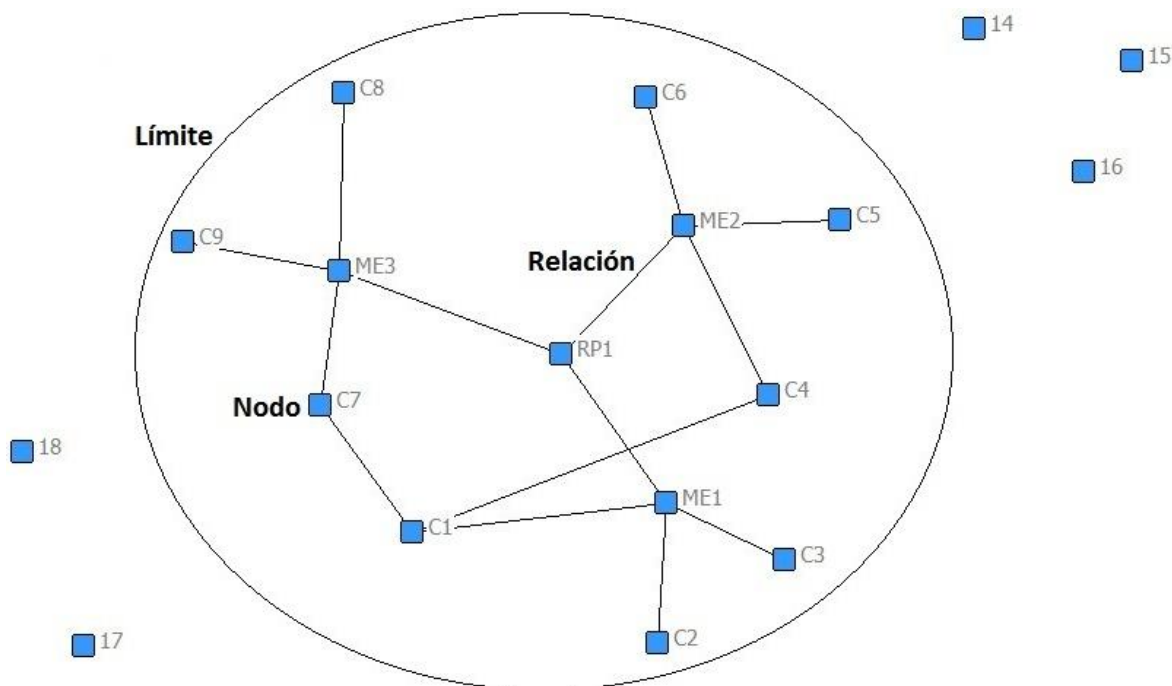 14
15
C8
C6
Límite
16
C9
ME2
C5
ME3
Relación
RP1
C4
Nodo
C7
18
ME1
C1
C3
C2
17